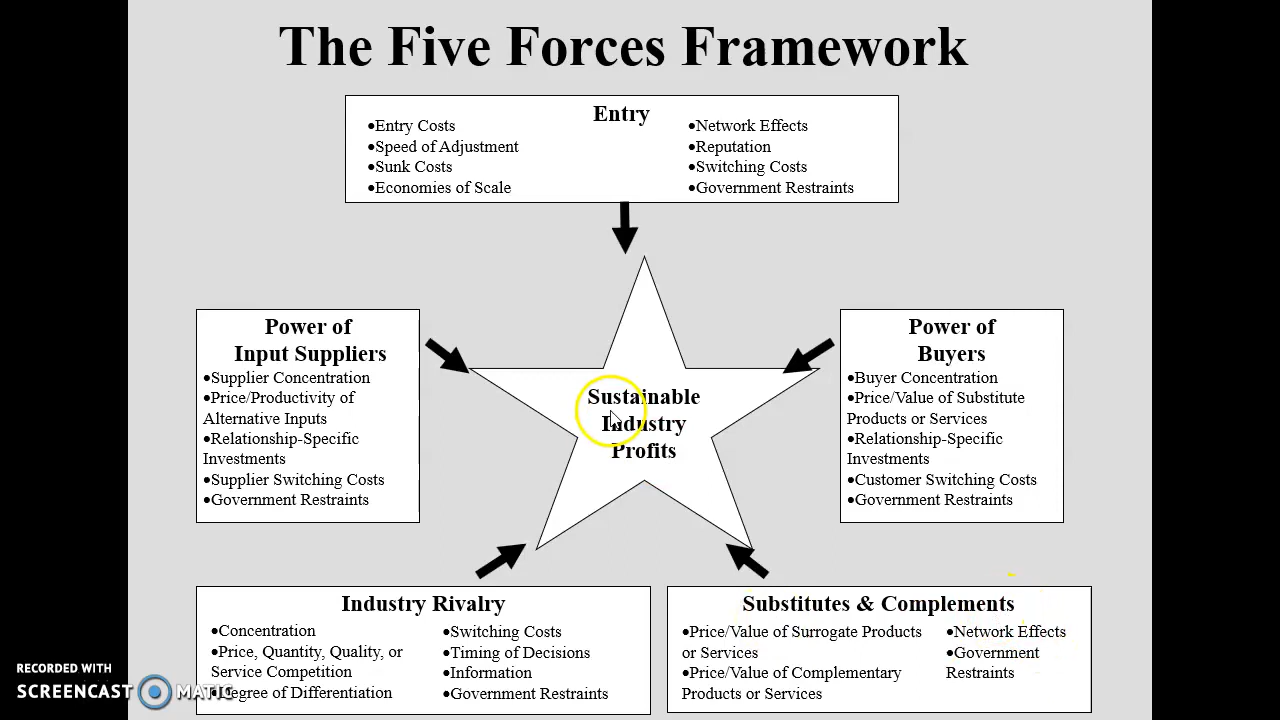 The Five Forces Framework
Entry
•Entry Costs
•Speed of Adjustment
•Sunk Costs
•Economies of Scale
•Network Effects
•Reputation
•Switching Costs
•Government Restraints
Power of
Input Suppliers
•Supplier Concentration
•Price/Productivity of
Alternative Inputs
•Relationship-Specific
Investments
•Supplier Switching Costs
•Government Restraints
Sustainable
Industry
Profits
Power of
Buyers
•Buyer Concentration
•Price/Value of Substitute
Products or Services
•Relationship-Specific
Investments
•Customer Switching Costs
•Government Restraints
Industry Rivalry
•Concentration
•Price, Quantity, Quality, or
Service Competition
•Degree of Differentiation
•Switching Costs
•Timing of Decisions
•Information
•Government Restraints
Substitutes & Complements
•Price/Value of Surrogate Products
or Services
•Price/Value of Complementary
Products or Services
•Network Effects
•Government
Restraints
RECORDED WITH
SCREENCAST MATIC